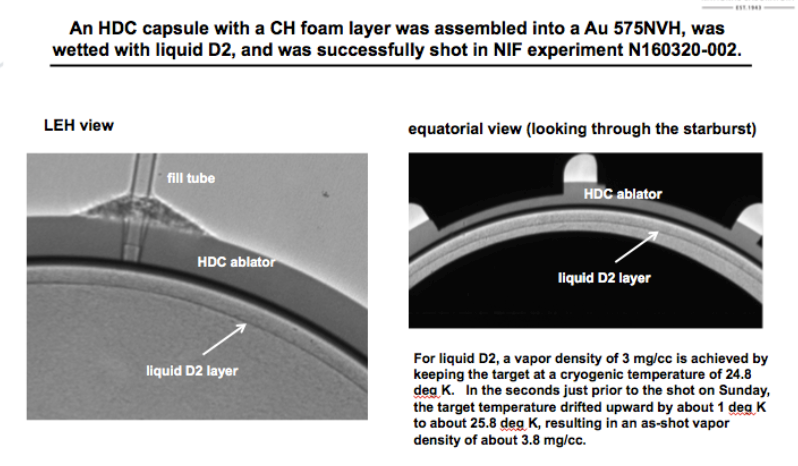 EST. 1943
An HDC capsule with a CH foam layer was assembled into a Au 575NVH, was
wetted with liquid D2, and was successfully shot in NIF experiment N160320-002.
LEH view
equatorial view (looking through the starburst)
fill tube
HDC ablator
liquid D2 layer
HDC ablator
liquid D2 layer
For liquid D2, a vapor density of 3 mg/cc is achieved by
keeping the target at a cryogenic temperature of 24.8
deg K. In the seconds just prior to the shot on Sunday,
the target temperature drifted upward by about 1 deg K
to about 25.8 deg K, resulting in an as-shot vapor
density of about 3.8 mg/cc.